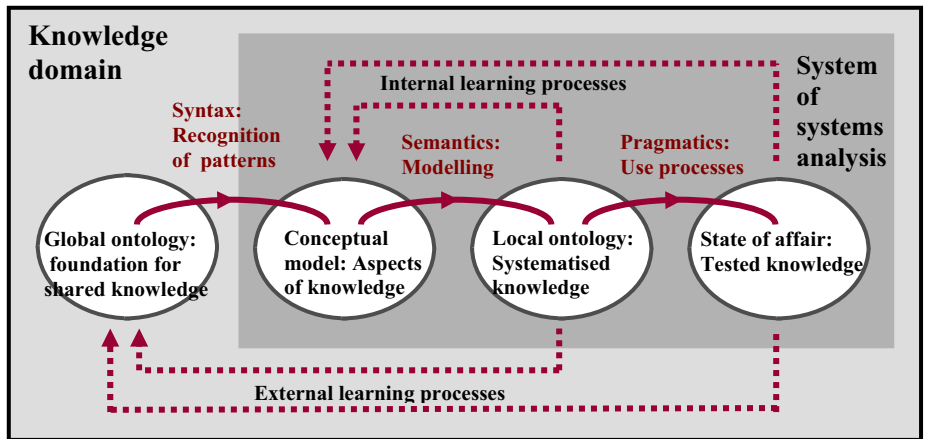 Knowledge
domain
System
of
systems
analysis
Internal learning processes
Syntax:
Recognition
of patterns
Semantics:
Modelling
Pragmatics:
Use processes
Global ontology:
foundation for
shared knowledge
Conceptual
model: Aspects
of knowledge
Local ontology:
Systematised
knowledge
State of affair:
Tested knowledge
External learning processes